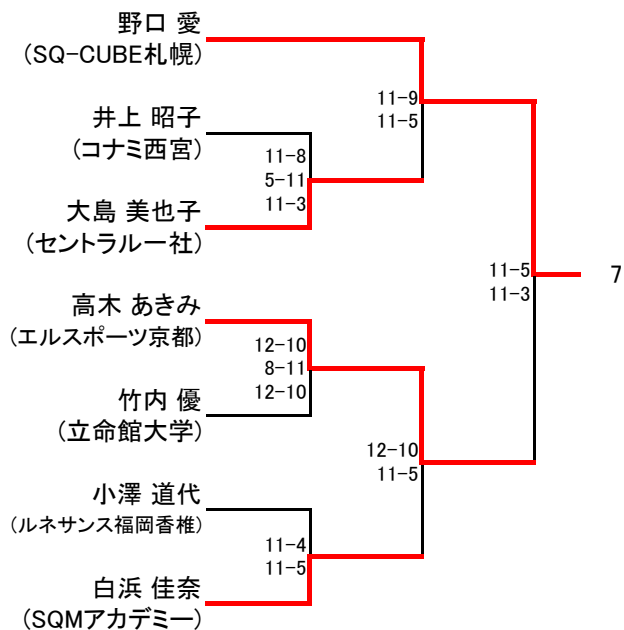 野口 愛
(SQ-CUBE札幌)
11-9
11-5
井上 昭子
(コナミ西宮)
11-8
5-11
11-3
大島 美也子
(セントラルー社)
11-5
11-3
7
高木 あきみ
(エルスポーツ京都)
12-10
8-11
12-10
竹内 優
(立命館大学)
12-10
11-5
小澤 道代
(ルネサンス福岡香椎)
11-4
11-5
白浜 佳奈
(SQMアカデミー)